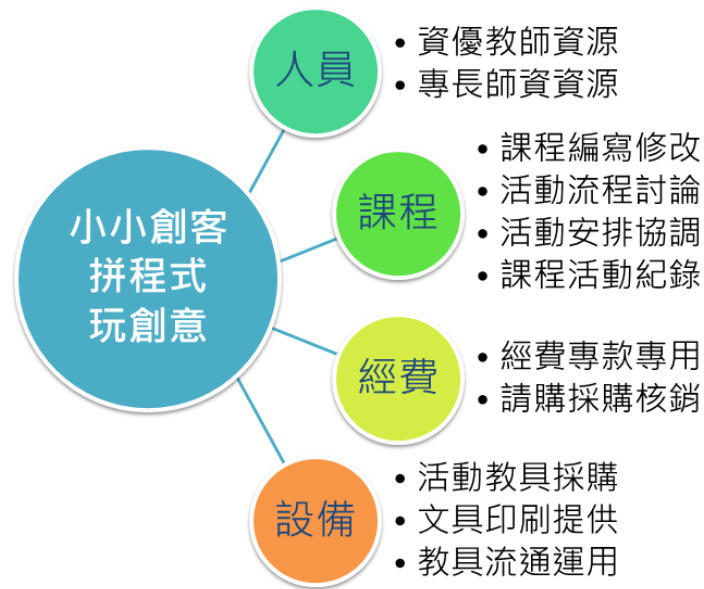 小小創客
拼程式
玩創意
人員
• 資優教師資源
• 專長師資資源
課程
• 課程編寫修改
• 活動流程討論
• 活動安排協調
• 課程活動紀錄
經費
• 經費專款專用
• 請購採購核銷
設備
• 活動教具採購
• 文具印刷提供
• 教具流通運用